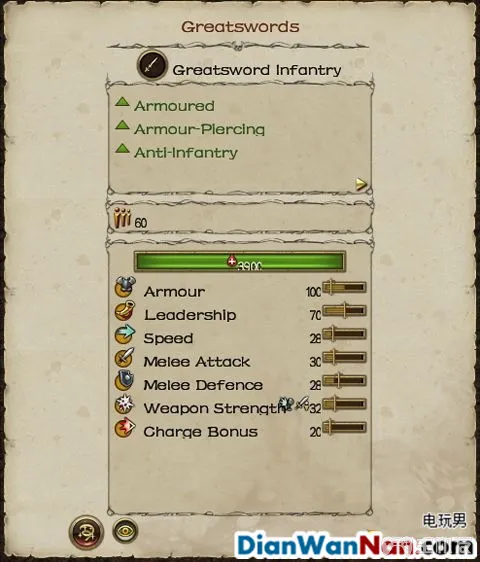 Greatswords
Greatsword Infantry
Armoured
Armour-Piercing
Anti-Infantry
60
3900
Armour 100
Leadership 70
Speed 28
Melee Attack 30
Melee Defence 28
Weapon Strength 32
Charge Bonus 20
电玩男
DianWanNan.com